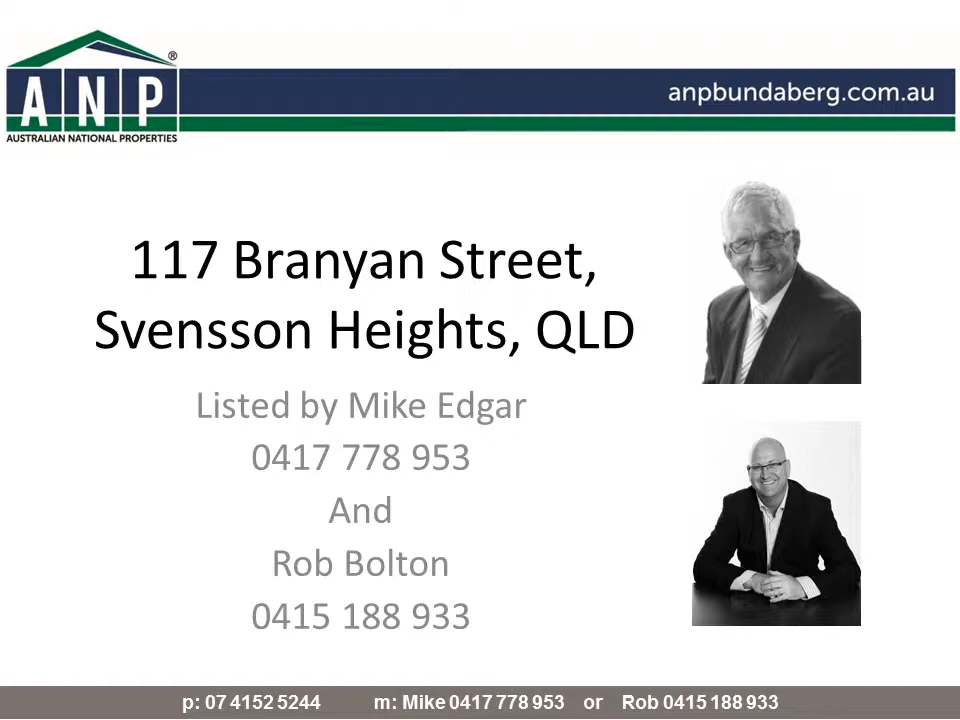 ®
ANP
AUSTRALIAN NATIONAL PROPERTIES
anpbundaberg.com.au
117 Branyan Street,
Svensson Heights, QLD
Listed by Mike Edgar
0417 778 953
And
Rob Bolton
0415 188 933
p: 07 4152 5244 m: Mike 0417 778 953 or Rob 0415 188 933